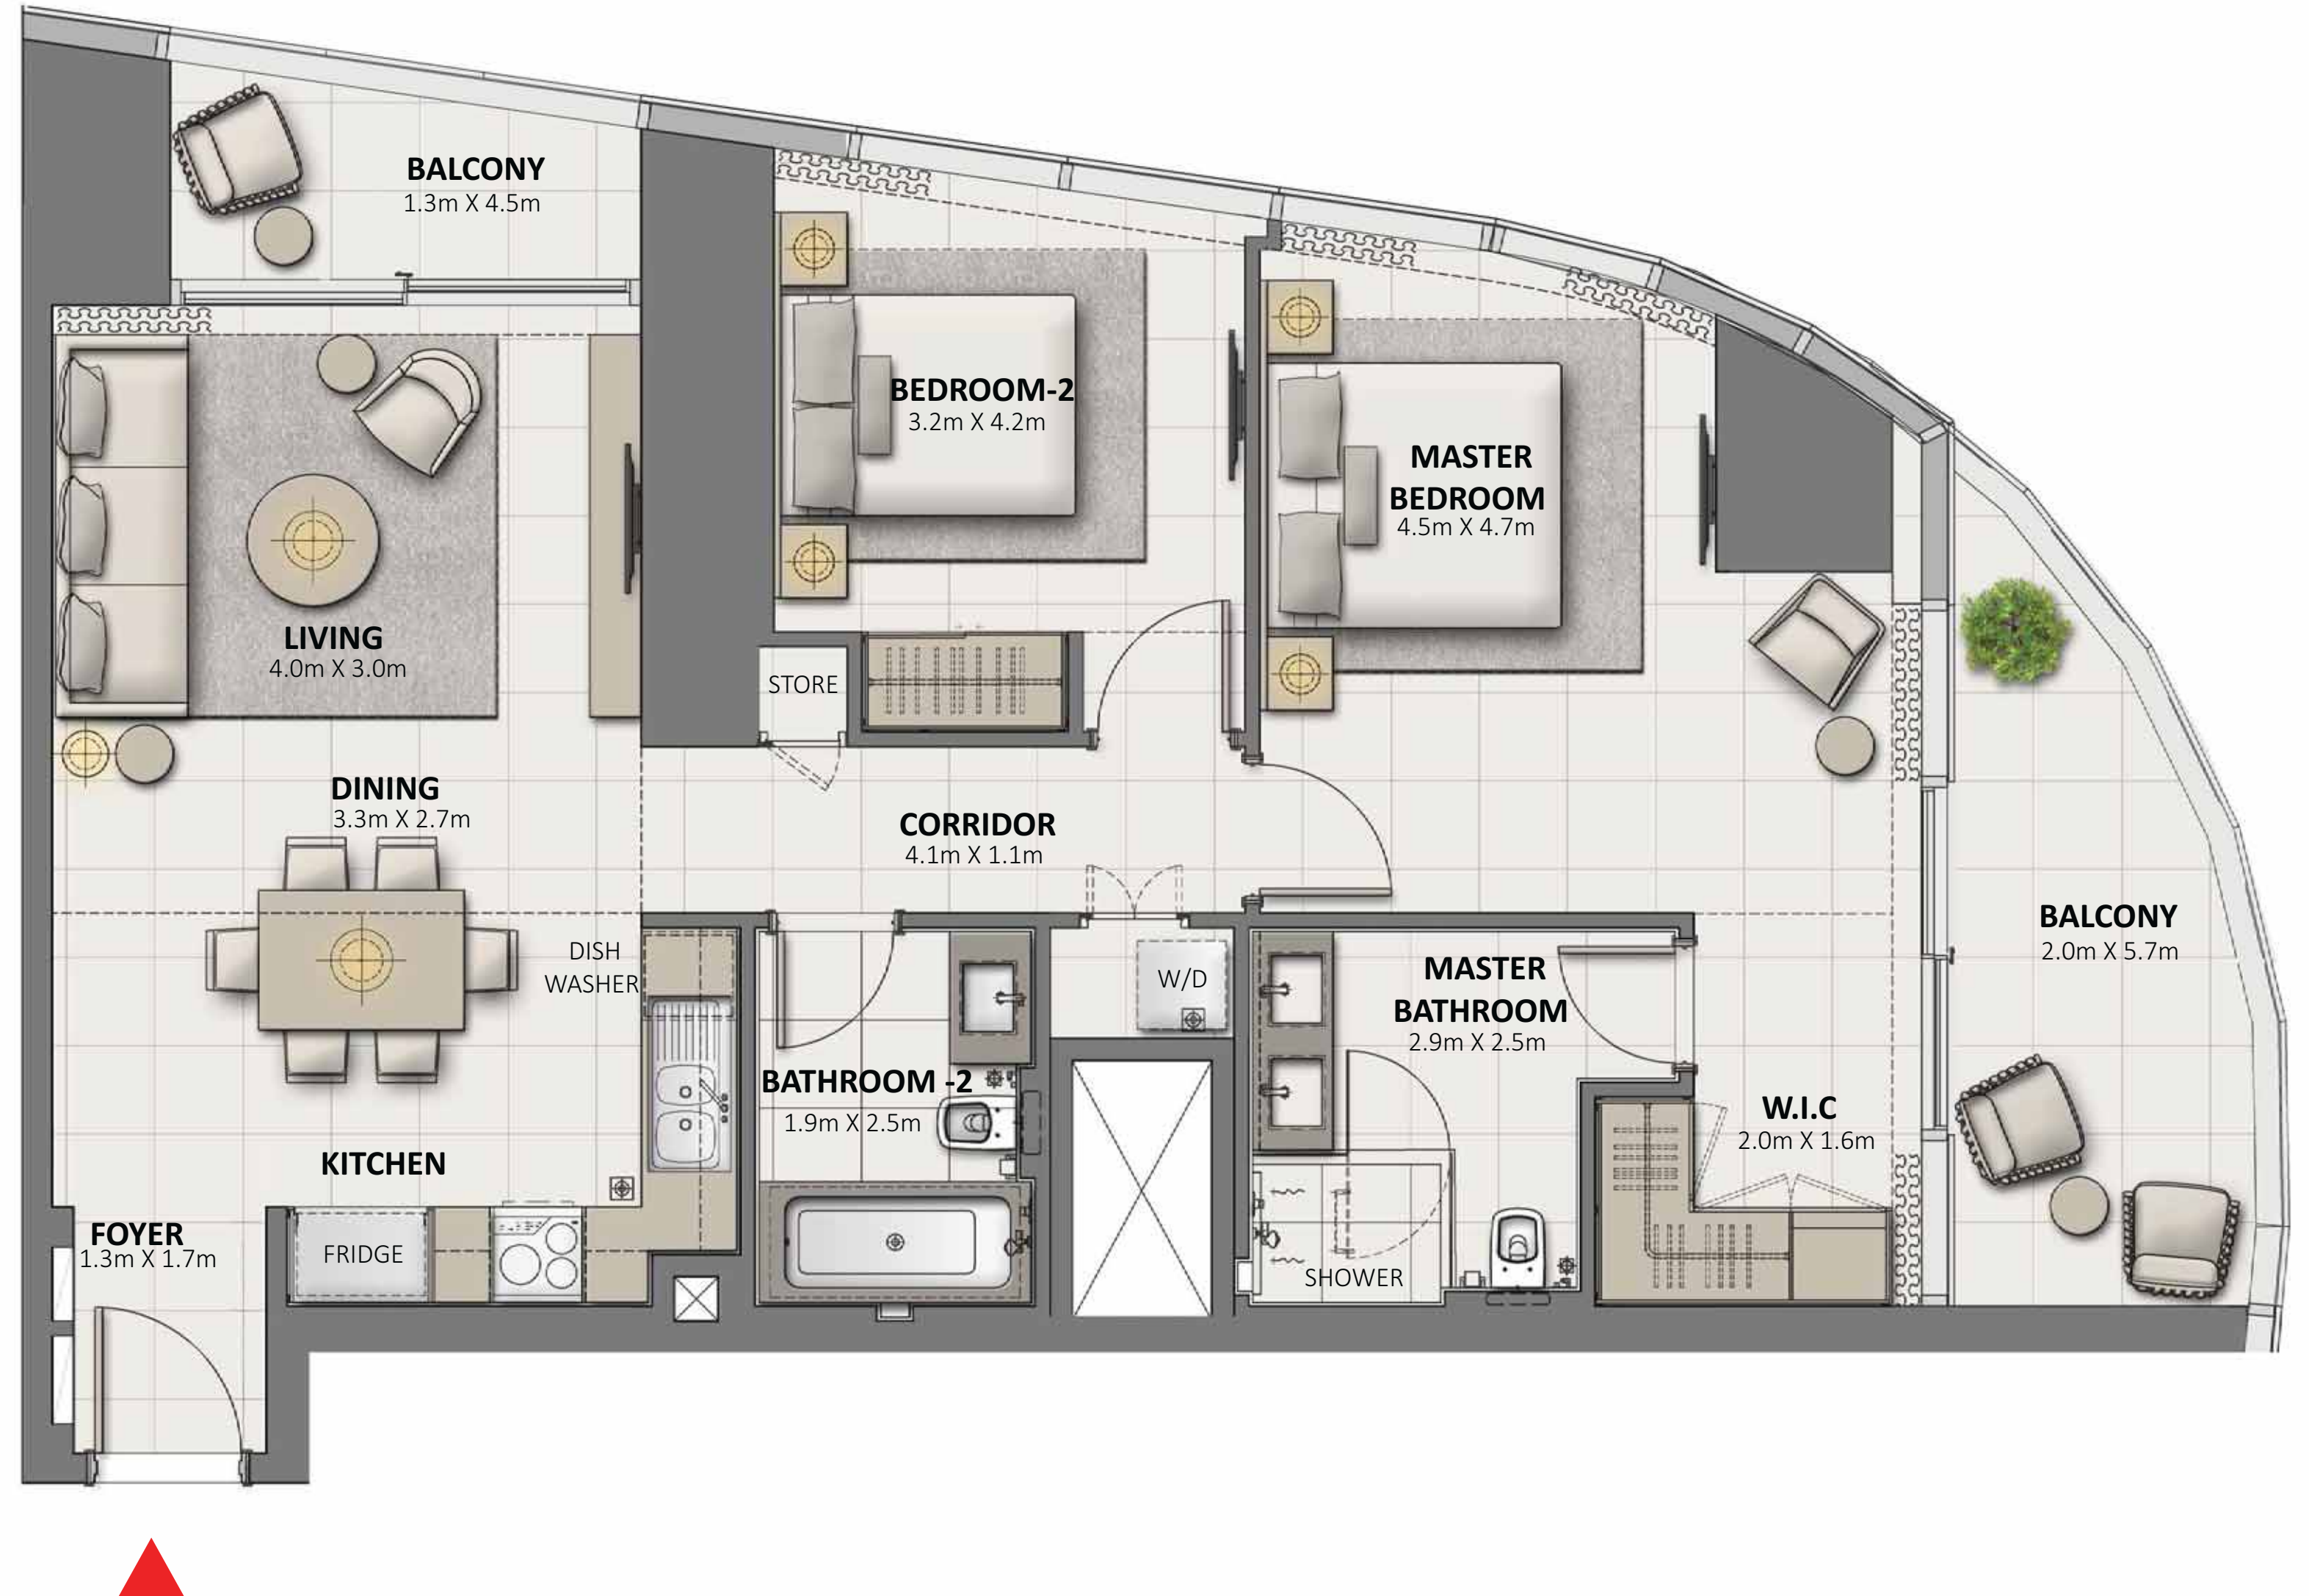 BALCONY
1.3m X 4.5m
BEDROOM-2
3.2m X 4.2m
MASTER
BEDROOM
4.5m X 4.7m
LIVING
4.0m X 3.0m
STORE
DINING
3.3m X 2.7m
CORRIDOR
4.1m X 1.1m
BALCONY
2.0m X 5.7m
DISH
WASHER
W/D
MASTER
BATHROOM
2.9m X 2.5m
BATHROOM -2
1.9m X 2.5m
W.I.C
2.0m X 1.6m
KITCHEN
FOYER
1.3m X 1.7m
FRIDGE
SHOWER